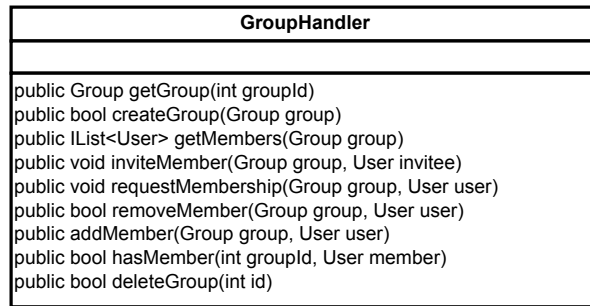 GroupHandler
public Group getGroup(int groupId)
public bool createGroup(Group group)
public IList<User> getMembers(Group group)
public void inviteMember(Group group, User invitee)
public void requestMembership(Group group, User user)
public bool removeMember(Group group, User user)
public addMember(Group group, User user)
public bool hasMember(int groupId, User member)
public bool deleteGroup(int id)